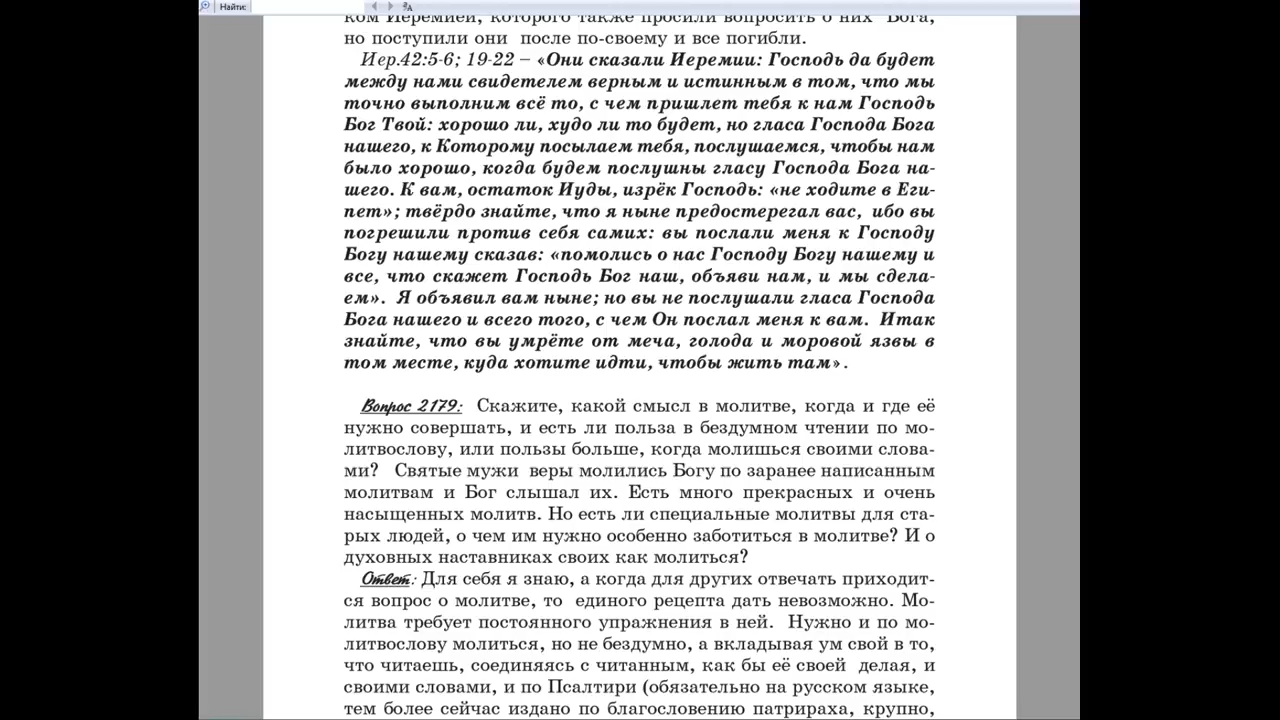 Найти:
ком Иеремией, которого также просили вопросить о них Бога,
но поступили они после по-своему и все погибли.
Иер.42:5-6; 19-22 – «Они сказали Иеремии: Господь да будет
между нами свидетелем верным и истинным в том, что мы
точно выполним всё то, с чем пришлет тебя к нам Господь
Бог Твой: хорошо ли, худо ли то будет, но гласа Господа Бога
нашего, к Которому посылаем тебя, послушаемся, чтобы нам
было хорошо, когда будем послушны гласу Господа Бога на-
шего. К вам, остаток Иуды, изрёк Господь: «не ходите в Еги-
пет»; твёрдо знайте, что я ныне предостерегал вас, ибо вы
погрешили против себя самих: вы послали меня к Господу
Богу нашему сказав: «помолись о нас Господу Богу нашему и
все, что скажет Господь Бог наш, объяви нам, и мы сдела-
ем». Я объявил вам ныне; но вы не послушали гласа Господа
Бога нашего и всего того, с чем Он послал меня к вам. Итак
знайте, что вы умрёте от меча, голода и моровой язвы в
том месте, куда хотите идти, чтобы жить там».
Вопрос 2179: Скажите, какой смысл в молитве, когда и где её
нужно совершать, и есть ли польза в бездумном чтении по мо-
литвослову, или пользы больше, когда молишься своими слова-
ми? Святые мужи веры молились Богу по заранее написанным
молитвам и Бог слышал их. Есть много прекрасных и очень
насыщенных молитв. Но есть ли специальные молитвы для ста-
рых людей, о чем им нужно особенно заботиться в молитве? И о
духовных наставниках своих как молиться?
Ответ: Для себя я знаю, а когда для других отвечать приходит-
ся вопрос о молитве, то единого рецепта дать невозможно. Мо-
литва требует постоянного упражнения в ней. Нужно и по мо-
литвослову молиться, но не бездумно, а вкладывая ум свой в то,
что читаешь, соединяясь с читанным, как бы её своей делая, и
своими словами, и по Псалтири (обязательно на русском языке,
тем более сейчас издано по благословению патрираха, крупно,